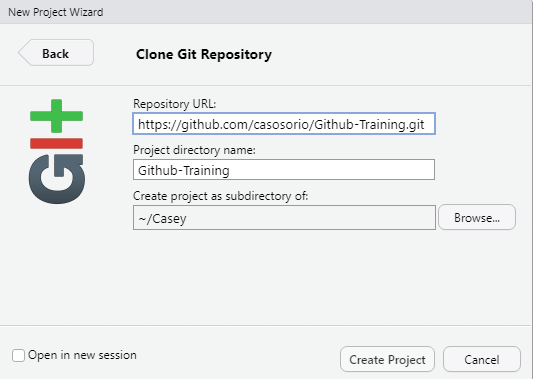 New Project Wizard
Back
Clone Git Repository
Repository URL:
https://github.com/casosorio/Github-Training.git
Project directory name:
Github-Training
Create project as subdirectory of:
~/Casey
Browse...
GIt
Open in new session
Create Project
Cancel